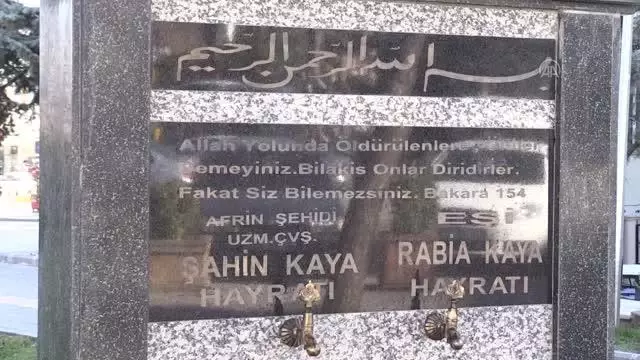 بسم الله الرحمن الرحيم
Allah Yolunda Öldürülenlere
Demeyiniz.Bilakis Onlar Diridirler.
Fakat Siz Bilemezsiniz. Bakara 154
AFRİN ŞEHİDİ
UZM.ÇVŞ.
ŞAHİN KAYA
HAYRATI
EŞİ
RABİA KAYA
HAYRATI